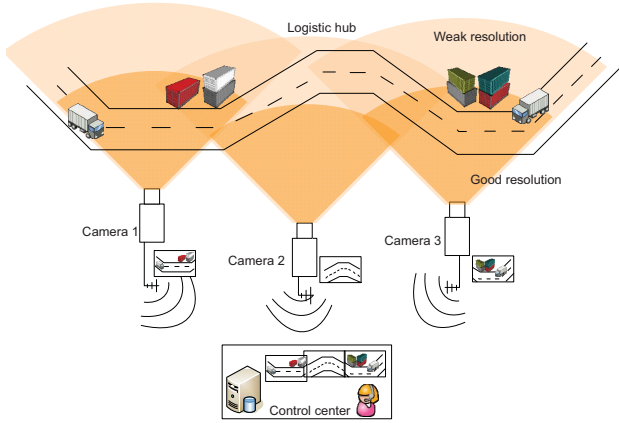 Logistic hub
Weak resolution
Good resolution
Camera 1
Camera 2
Camera 3
Control center